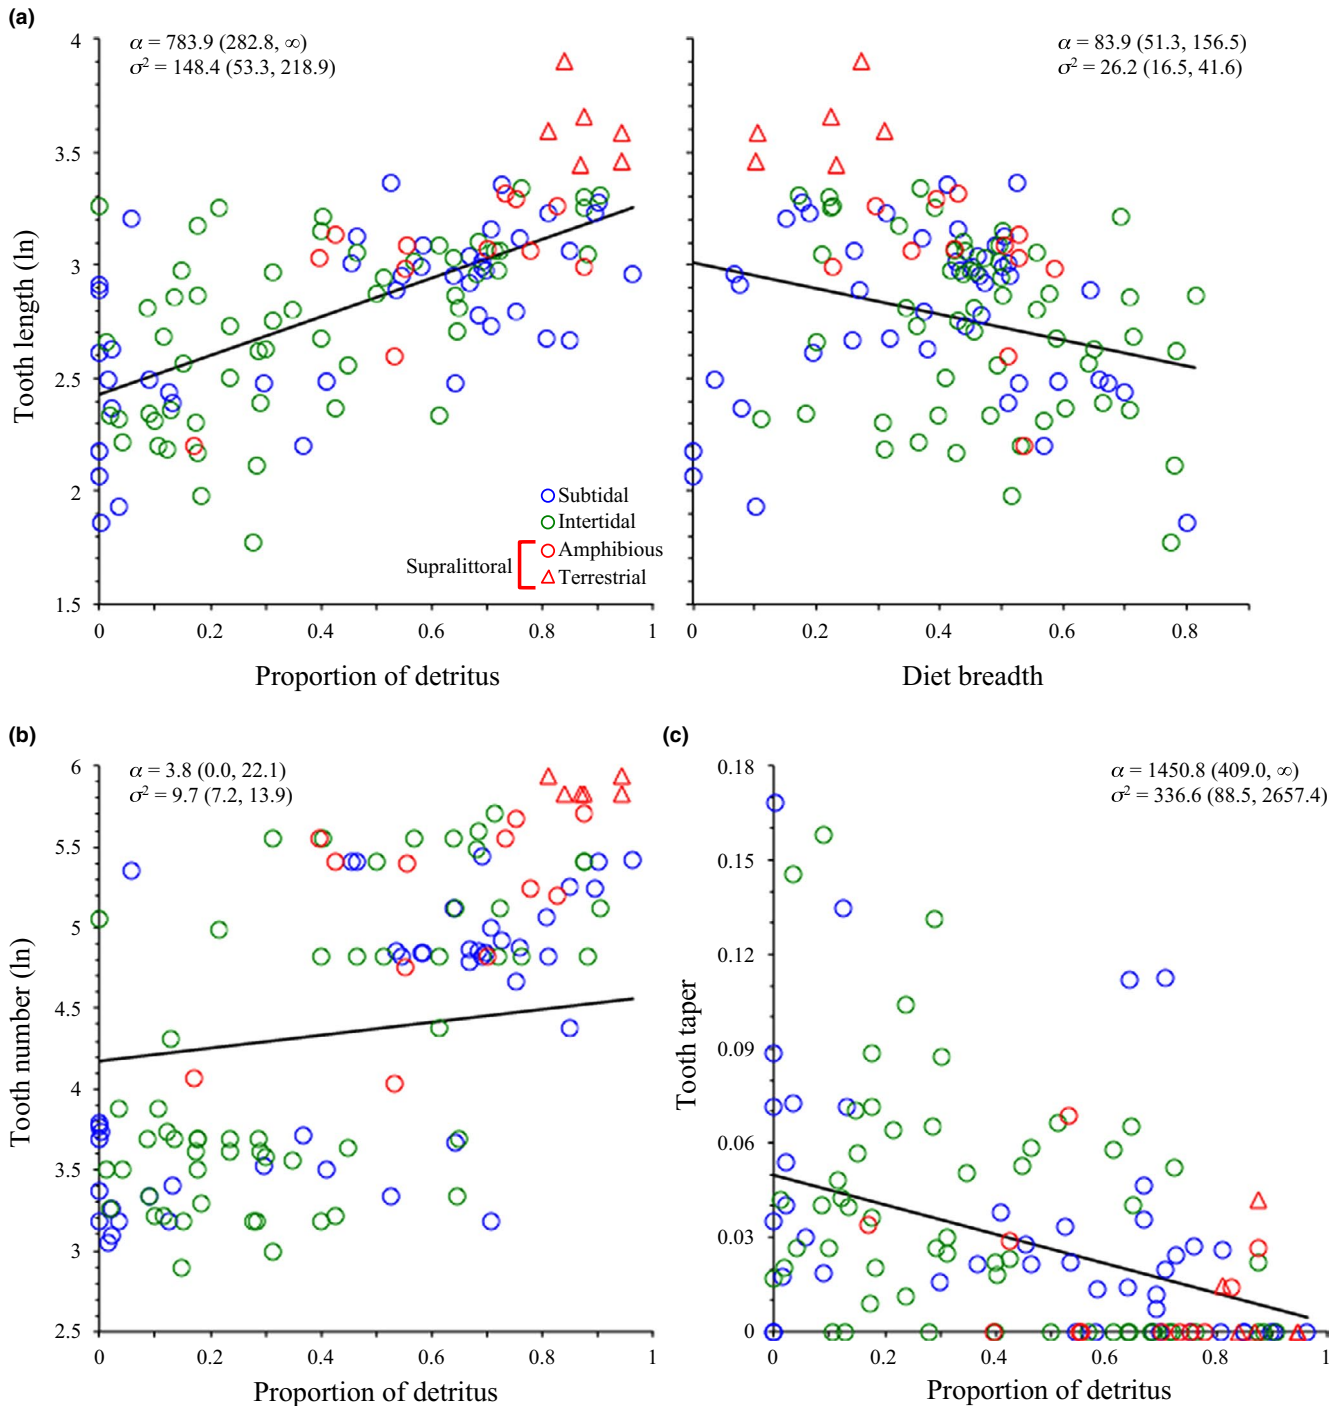 (a)
α = 783.9 (282.8, ∞)
σ² = 148.4 (53.3, 218.9)
4
3.5
3
2.5
2
1.5
Tooth length (ln)
0 0.2 0.4 0.6 0.8 1
Proportion of detritus
Subtidal
Intertidal
Supralittoral
Amphibious
Terrestrial
α = 83.9 (51.3, 156.5)
σ² = 26.2 (16.5, 41.6)
0 0.2 0.4 0.6 0.8
Diet breadth
(b)
α = 3.8 (0.0, 22.1)
σ² = 9.7 (7.2, 13.9)
6
5.5
5
4.5
4
3.5
3
2.5
Tooth number (ln)
0 0.2 0.4 0.6 0.8 1
Proportion of detritus
(c)
α = 1450.8 (409.0, ∞)
σ² = 336.6 (88.5, 2657.4)
0.18
0.15
0.12
0.09
0.06
0.03
0
Tooth taper
0 0.2 0.4 0.6 0.8 1
Proportion of detritus